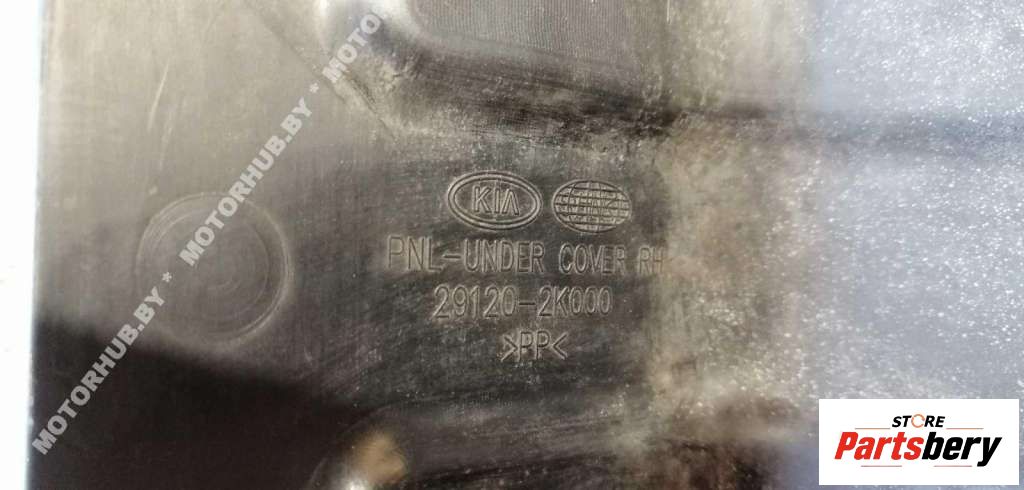 MOTORHUB.BY * MOTORHUB.BY * MOTO
KIA
PNL-UNDER COVER RH
29120-2K000
>PP<
STORE
Partsbery